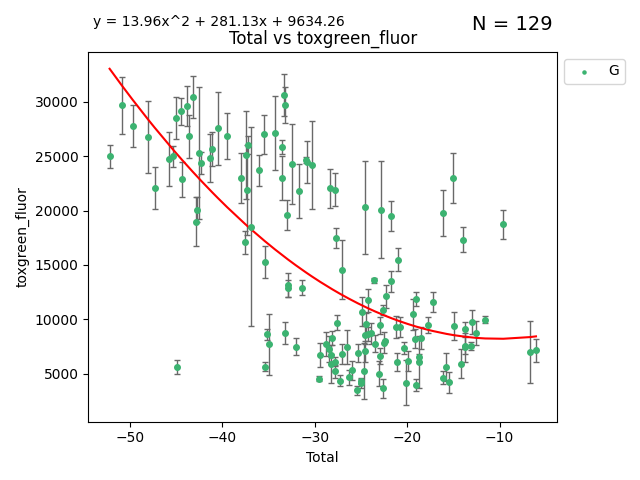 y = 13.96x^2 + 281.13x + 9634.26
N = 129
Total vs toxgreen_fluor
G
30000
25000
20000
15000
10000
5000
toxgreen_fluor
−50 −40 −30 −20 −10
Total